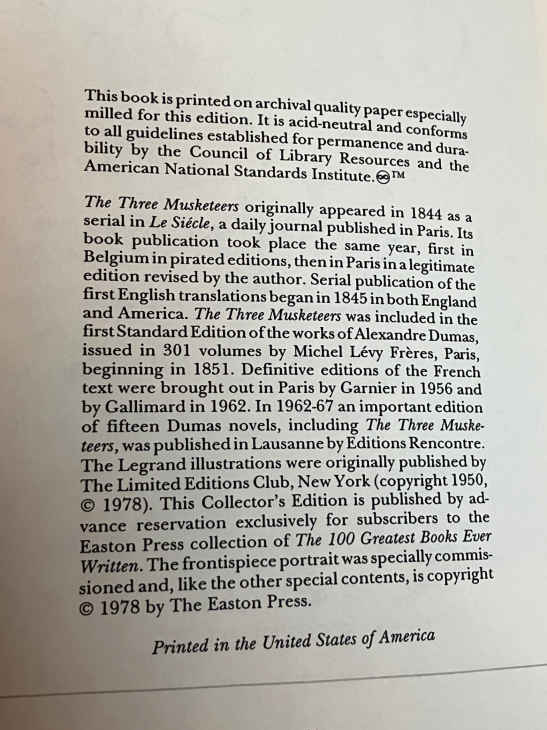 This book is printed on archival quality paper especially
milled for this edition. It is acid-neutral and conforms
to all guidelines established for permanence and dura-
bility by the Council of Library Resources and the
American National Standards Institute.♾™
The Three Musketeers originally appeared in 1844 as a
serial in Le Siécle, a daily journal published in Paris. Its
book publication took place the same year, first in
Belgium in pirated editions, then in Paris in a legitimate
edition revised by the author. Serial publication of the
first English translations began in 1845 in both England
and America. The Three Musketeers was included in the
first Standard Edition of the works of Alexandre Dumas,
issued in 301 volumes by Michel Lévy Frères, Paris,
beginning in 1851. Definitive editions of the French
text were brought out in Paris by Garnier in 1956 and
by Gallimard in 1962. In 1962-67 an important edition
of fifteen Dumas novels, including The Three Muske-
teers, was published in Lausanne by Editions Rencontre.
The Legrand illustrations were originally published by
The Limited Editions Club, New York (copyright 1950,
© 1978). This Collector's Edition is published by ad-
vance reservation exclusively for subscribers to the
Easton Press collection of The 100 Greatest Books Ever
Written. The frontispiece portrait was specially commis-
sioned and, like the other special contents, is copyright
© 1978 by The Easton Press.
Printed in the United States of America